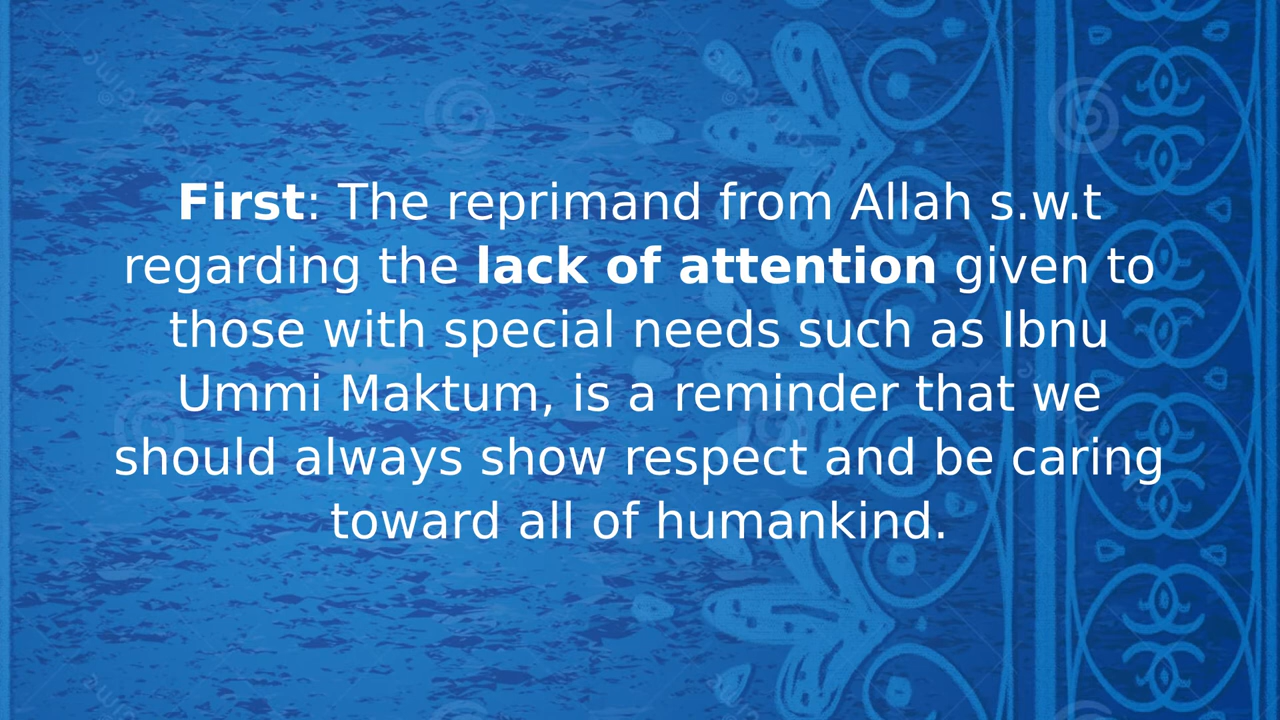 First: The reprimand from Allah s.w.t
regarding the lack of attention given to
those with special needs such as Ibnu
Ummi Maktum, is a reminder that we
should always show respect and be caring
toward all of humankind.